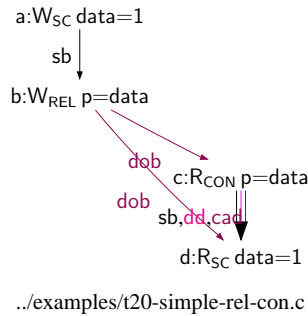 a:W_SC data=1
sb
b:W_REL p=data
dob
c:R_CON p=data
dob
sb,dd,cad
d:R_SC data=1
../examples/t20-simple-rel-con.c